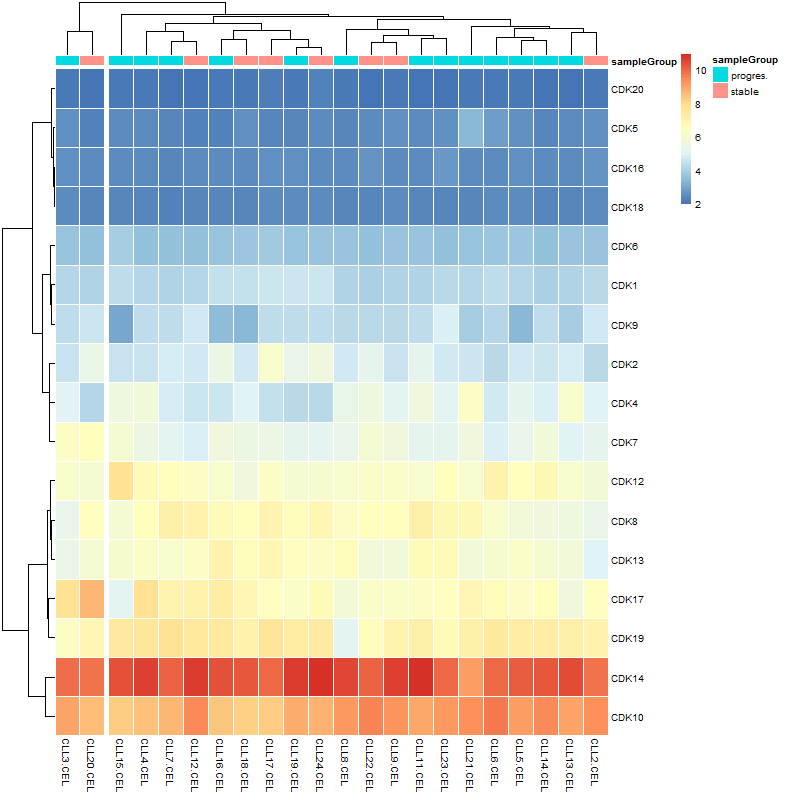 sampleGroup
CDK20
CDK5
CDK16
CDK18
CDK6
CDK1
CDK9
CDK2
CDK4
CDK7
CDK12
CDK8
CDK13
CDK17
CDK19
CDK14
CDK10
CLL3.CEL
CLL20.CEL
CLL15.CEL
CLL4.CEL
CLL7.CEL
CLL12.CEL
CLL16.CEL
CLL18.CEL
CLL17.CEL
CLL19.CEL
CLL24.CEL
CLL8.CEL
CLL22.CEL
CLL9.CEL
CLL11.CEL
CLL23.CEL
CLL21.CEL
CLL6.CEL
CLL5.CEL
CLL14.CEL
CLL13.CEL
CLL2.CEL
10
8
6
4
2
sampleGroup
progres.
stable